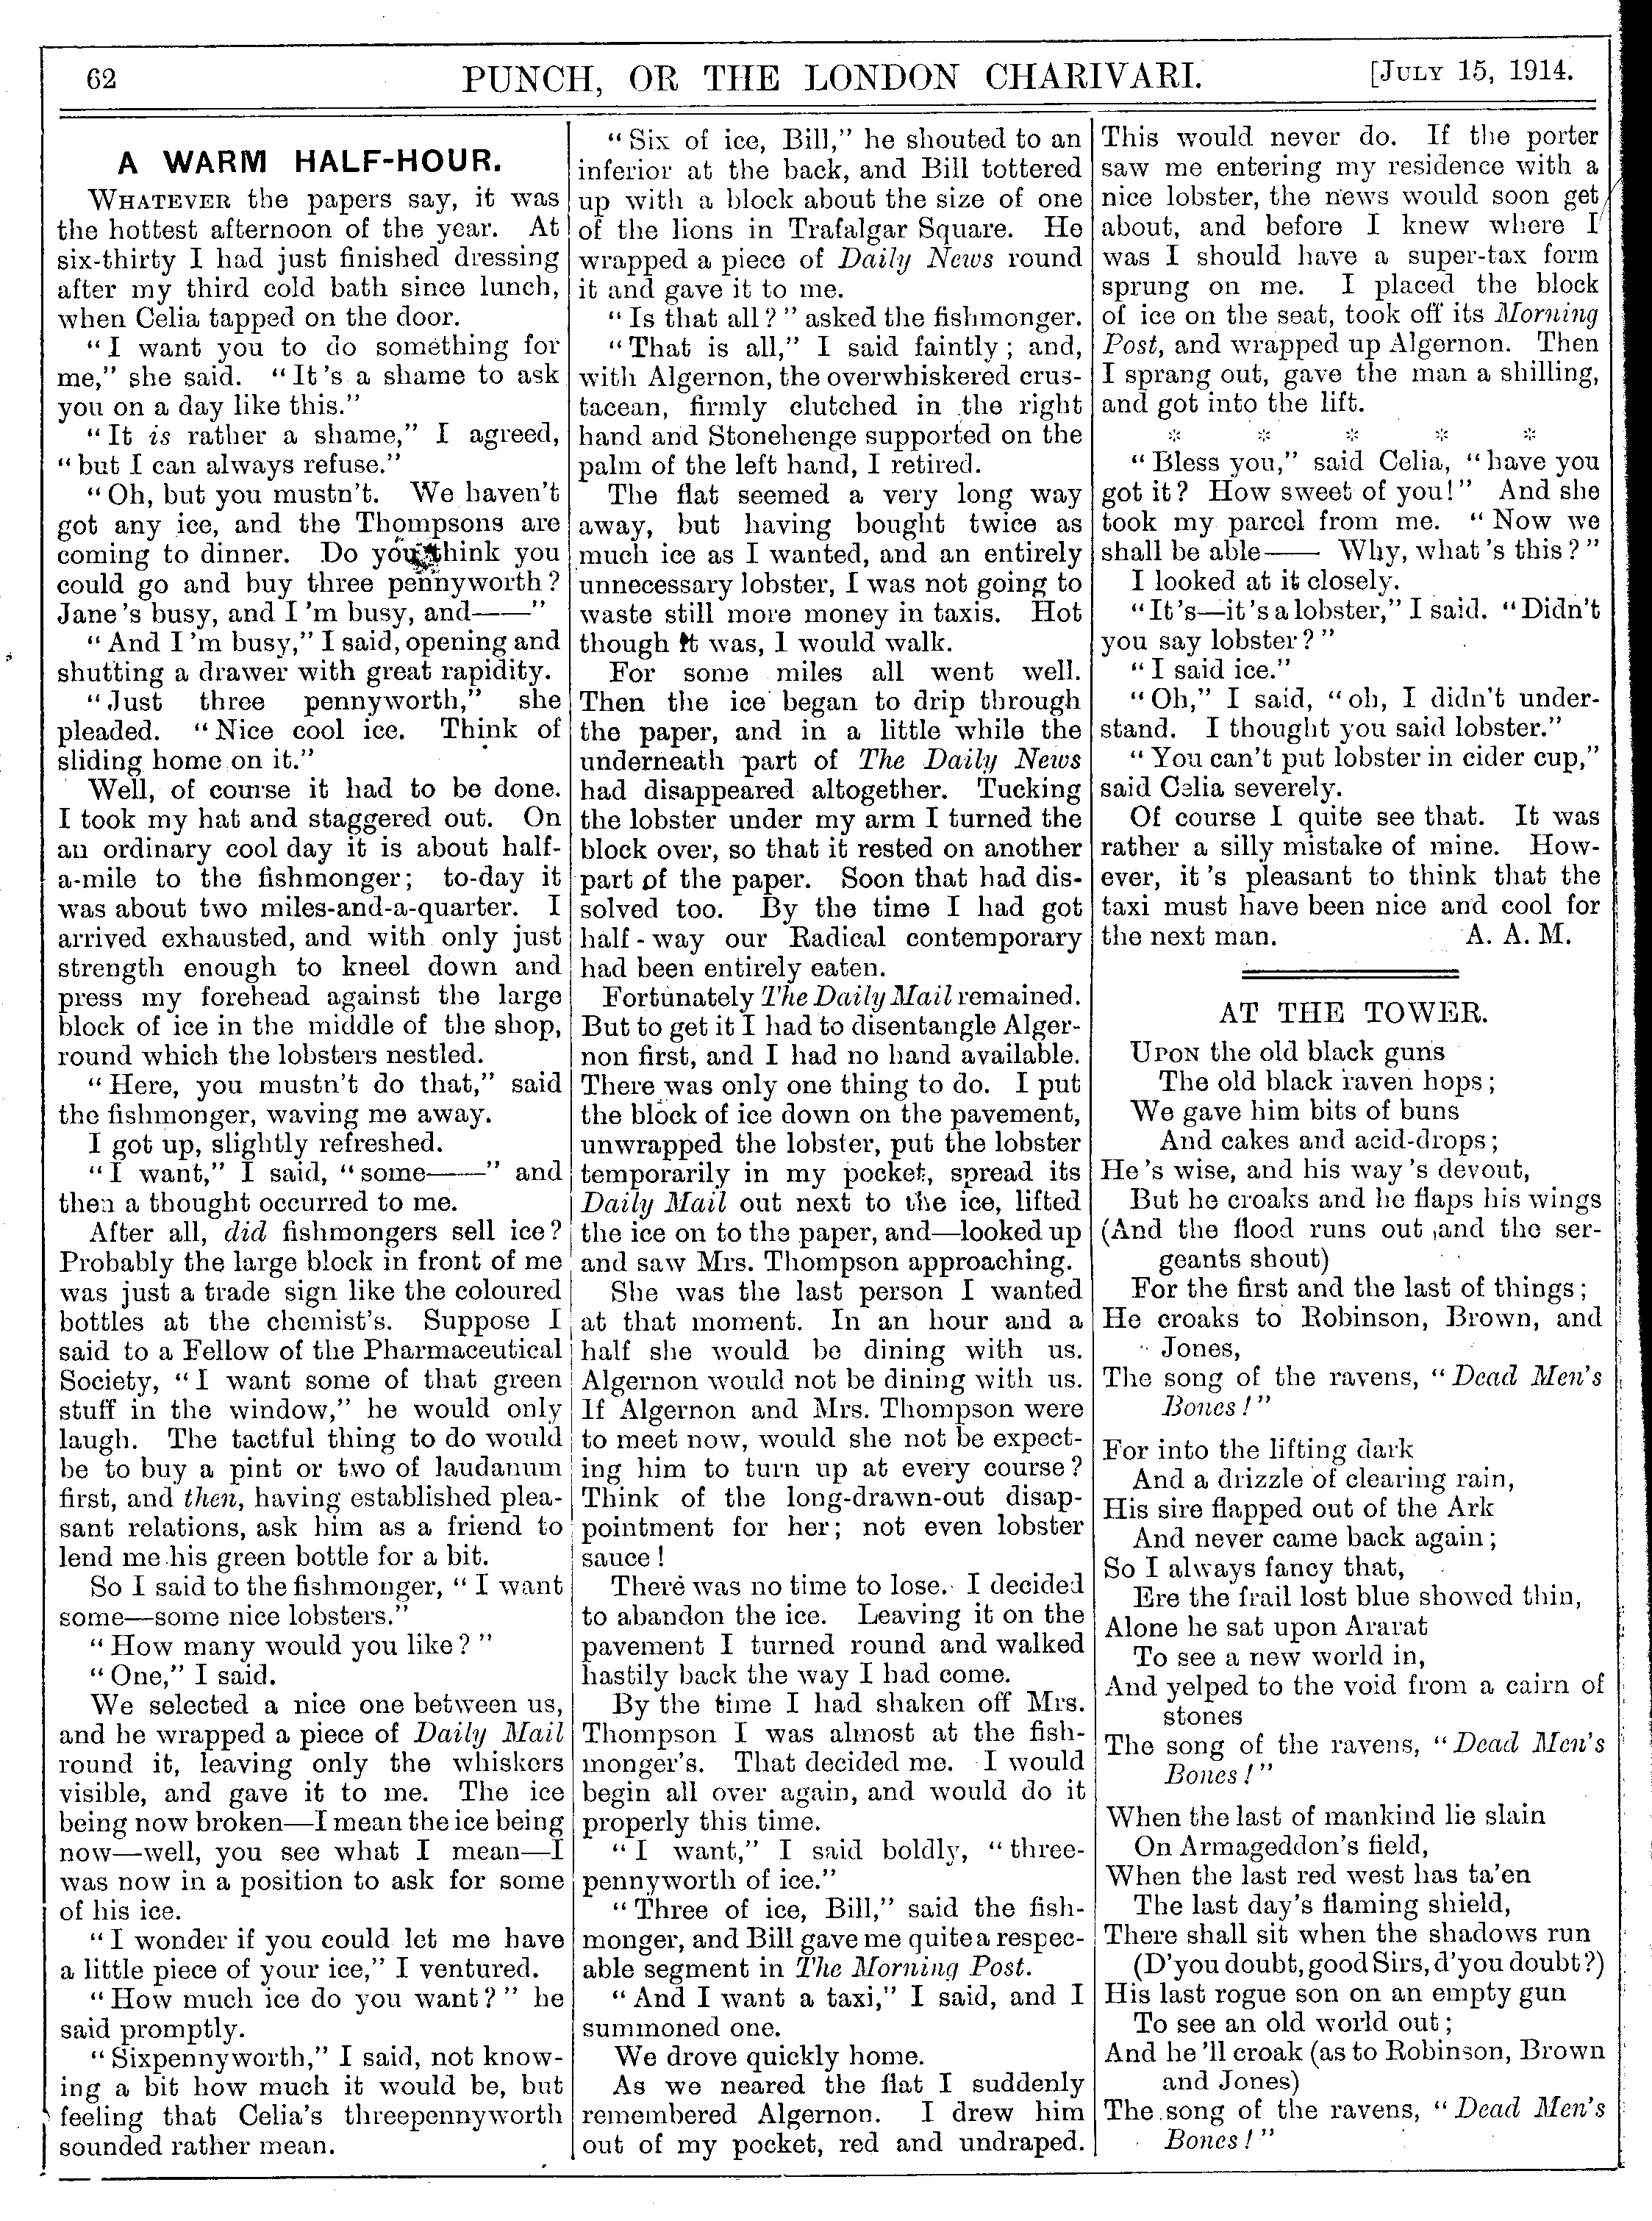 62
PUNCH, OR THE LONDON CHARIVARI.
[JULY 15, 1914.
A WARM HALF-HOUR.
WHATEVER the papers say, it was
the hottest afternoon of the year. At
six-thirty I had just finished dressing
after my third cold bath since lunch,
when Celia tapped on the door.
"I want you to do something for
me," she said. "It's a shame to ask
you on a day like this."
"It is rather a shame," I agreed,
"but I can always refuse."
"Oh, but you mustn't. We haven't
got any ice, and the Thompsons are
coming to dinner. Do you think you
could go and buy three pennyworth?
Jane's busy, and I'm busy, and——"
"And I'm busy," I said, opening and
shutting a drawer with great rapidity.
"Just three pennyworth," she
pleaded. "Nice cool ice. Think of
sliding home on it."
Well, of course it had to be done.
I took my hat and staggered out. On
an ordinary cool day it is about half-
a-mile to the fishmonger; to-day it
was about two miles-and-a-quarter. I
arrived exhausted, and with only just
strength enough to kneel down and
press my forehead against the large
block of ice in the middle of the shop,
round which the lobsters nestled.
"Here, you mustn't do that," said
the fishmonger, waving me away.
I got up, slightly refreshed.
"I want," I said, "some——" and
then a thought occurred to me.
After all, did fishmongers sell ice?
Probably the large block in front of me
was just a trade sign like the coloured
bottles at the chemist's. Suppose I
said to a Fellow of the Pharmaceutical
Society, "I want some of that green
stuff in the window," he would only
laugh. The tactful thing to do would
be to buy a pint or two of laudanum
first, and then, having established plea-
sant relations, ask him as a friend to
lend me his green bottle for a bit.
So I said to the fishmonger, "I want
some—some nice lobsters."
"How many would you like?"
"One," I said.
We selected a nice one between us,
and he wrapped a piece of Daily Mail
round it, leaving only the whiskers
visible, and gave it to me. The ice
being now broken—I mean the ice being
now—well, you see what I mean—I
was now in a position to ask for some
of his ice.
"I wonder if you could let me have
a little piece of your ice," I ventured.
"How much ice do you want?" he
said promptly.
"Sixpennyworth," I said, not know-
ing a bit how much it would be, but
feeling that Celia's threepennyworth
sounded rather mean.
"Six of ice, Bill," he shouted to an
inferior at the back, and Bill tottered
up with a block about the size of one
of the lions in Trafalgar Square. He
wrapped a piece of Daily News round
it and gave it to me.
"Is that all?" asked the fishmonger.
"That is all," I said faintly; and,
with Algernon, the overwhiskered crus-
tacean, firmly clutched in the right
hand and Stonehenge supported on the
palm of the left hand, I retired.
The flat seemed a very long way
away, but having bought twice as
much ice as I wanted, and an entirely
unnecessary lobster, I was not going to
waste still more money in taxis. Hot
though it was, I would walk.
For some miles all went well.
Then the ice began to drip through
the paper, and in a little while the
underneath part of The Daily News
had disappeared altogether. Tucking
the lobster under my arm I turned the
block over, so that it rested on another
part of the paper. Soon that had dis-
solved too. By the time I had got
half-way our Radical contemporary
had been entirely eaten.
Fortunately The Daily Mail remained.
But to get it I had to disentangle Alger-
non first, and I had no hand available.
There was only one thing to do. I put
the block of ice down on the pavement,
unwrapped the lobster, put the lobster
temporarily in my pocket, spread its
Daily Mail out next to the ice, lifted
the ice on to the paper, and—looked up
and saw Mrs. Thompson approaching.
She was the last person I wanted
at that moment. In an hour and a
half she would be dining with us.
Algernon would not be dining with us.
If Algernon and Mrs. Thompson were
to meet now, would she not be expect-
ing him to turn up at every course?
Think of the long-drawn-out disap-
pointment for her; not even lobster
sauce!
There was no time to lose. I decided
to abandon the ice. Leaving it on the
pavement I turned round and walked
hastily back the way I had come.
By the time I had shaken off Mrs.
Thompson I was almost at the fish-
monger's. That decided me. I would
begin all over again, and would do it
properly this time.
"I want," I said boldly, "three-
pennyworth of ice."
"Three of ice, Bill," said the fish-
monger, and Bill gave me quite a respec-
able segment in The Morning Post.
"And I want a taxi," I said, and I
summoned one.
We drove quickly home.
As we neared the flat I suddenly
remembered Algernon. I drew him
out of my pocket, red and undraped.
This would never do. If the porter
saw me entering my residence with a
nice lobster, the news would soon get
about, and before I knew where I
was I should have a super-tax form
sprung on me. I placed the block
of ice on the seat, took off its Morning
Post, and wrapped up Algernon. Then
I sprang out, gave the man a shilling,
and got into the lift.
* * * * *
"Bless you," said Celia, "have you
got it? How sweet of you!" And she
took my parcel from me. "Now we
shall be able—— Why, what's this?"
I looked at it closely.
"It's—it's a lobster," I said. "Didn't
you say lobster?"
"I said ice."
"Oh," I said, "oh, I didn't under-
stand. I thought you said lobster."
"You can't put lobster in cider cup,"
said Celia severely.
Of course I quite see that. It was
rather a silly mistake of mine. How-
ever, it's pleasant to think that the
taxi must have been nice and cool for
the next man. A. A. M.
AT THE TOWER.
UPON the old black guns
The old black raven hops;
We gave him bits of buns
And cakes and acid-drops;
He's wise, and his way's devout,
But he croaks and he flaps his wings
(And the flood runs out ,and the ser-
geants shout)
For the first and the last of things;
He croaks to Robinson, Brown, and
Jones,
The song of the ravens, "Dead Men's
Bones!"
For into the lifting dark
And a drizzle of clearing rain,
His sire flapped out of the Ark
And never came back again;
So I always fancy that,
Ere the frail lost blue showed thin,
Alone he sat upon Ararat
To see a new world in,
And yelped to the void from a cairn of
stones
The song of the ravens, "Dead Men's
Bones!"
When the last of mankind lie slain
On Armageddon's field,
When the last red west has ta'en
The last day's flaming shield,
There shall sit when the shadows run
(D'you doubt, good Sirs, d'you doubt?)
His last rogue son on an empty gun
To see an old world out;
And he'll croak (as to Robinson, Brown
and Jones)
The song of the ravens, "Dead Men's
Bones!"